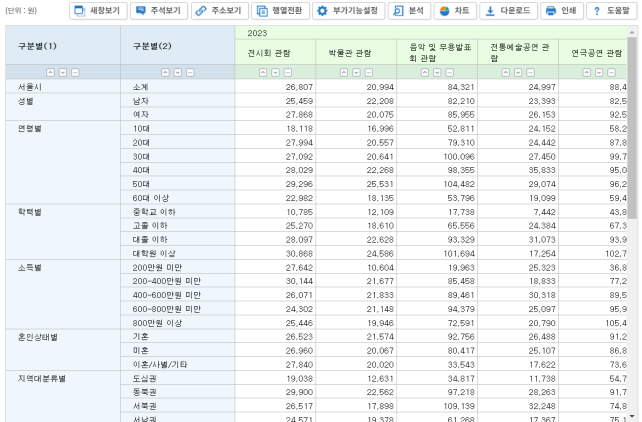 (단위 : 원) 새창보기 주석보기 주소보기 행열전환 부가기능설정 분석 차트 다운로드 인쇄 도움말
구분별(1) 구분별(2) 2023
전시회 관람 박물관 관람 음악 및 무용발표회 관람 전통예술공연 관람 연극공연 관람
서울시 소계 26,807 20,994 84,321 24,997 88,4
성별 남자 25,459 22,208 82,210 23,393 82,5
여자 27,868 20,075 85,955 26,153 92,5
연령별 10대 18,118 16,996 52,811 24,152 58,2
20대 27,994 20,557 79,310 24,442 87,8
30대 27,092 20,641 100,096 27,450 99,7
40대 28,029 22,268 98,355 35,833 95,0
50대 29,296 25,531 104,482 29,074 96,2
60대 이상 22,982 18,135 53,796 19,099 59,4
학력별 중학교 이하 10,785 12,109 17,738 7,442 43,8
고졸 이하 25,270 18,610 65,556 24,384 67,3
대졸 이하 28,097 22,628 93,329 31,073 93,9
대학원 이상 30,868 24,586 101,694 17,254 102,7
소득별 200만원 미만 27,642 10,604 19,963 25,323 36,8
200-400만원 미만 30,144 21,677 85,458 18,833 77,2
400-600만원 미만 26,071 21,833 89,461 30,318 89,5
600-800만원 미만 24,302 21,148 94,379 25,097 95,9
800만원 이상 25,446 19,946 72,591 20,790 105,4
혼인상태별 기혼 26,523 21,574 92,756 26,488 91,2
미혼 26,960 20,067 80,417 25,107 86,8
이혼/사별/기타 27,840 20,020 33,543 17,622 73,6
지역대분류별 도심권 19,038 12,631 34,817 11,738 54,7
동북권 29,900 22,562 97,218 28,263 91,7
서북권 26,517 17,898 109,139 32,248 74,8
서남권 24,571 19,378 61,268 17,367 75,1